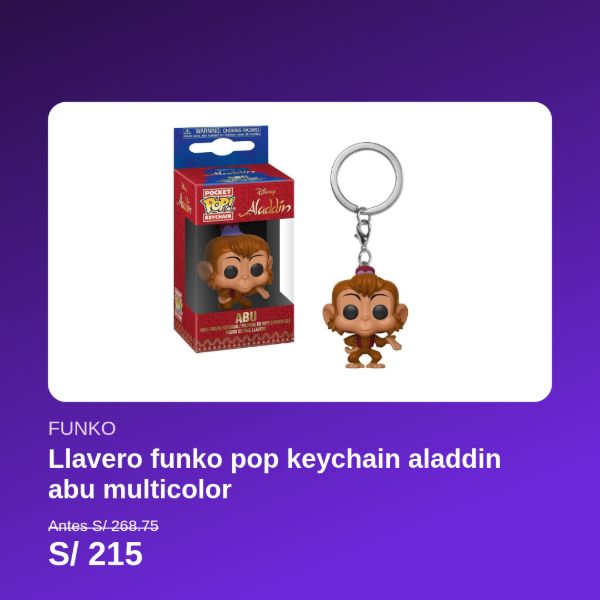 WARNING: CHOKING HAZARD.
POCKET
POP!
KEYCHAIN
Disney
Aladdin
ABU
FUNKO
Llavero funko pop keychain aladdin
abu multicolor
Antes S/ 268.75
S/ 215